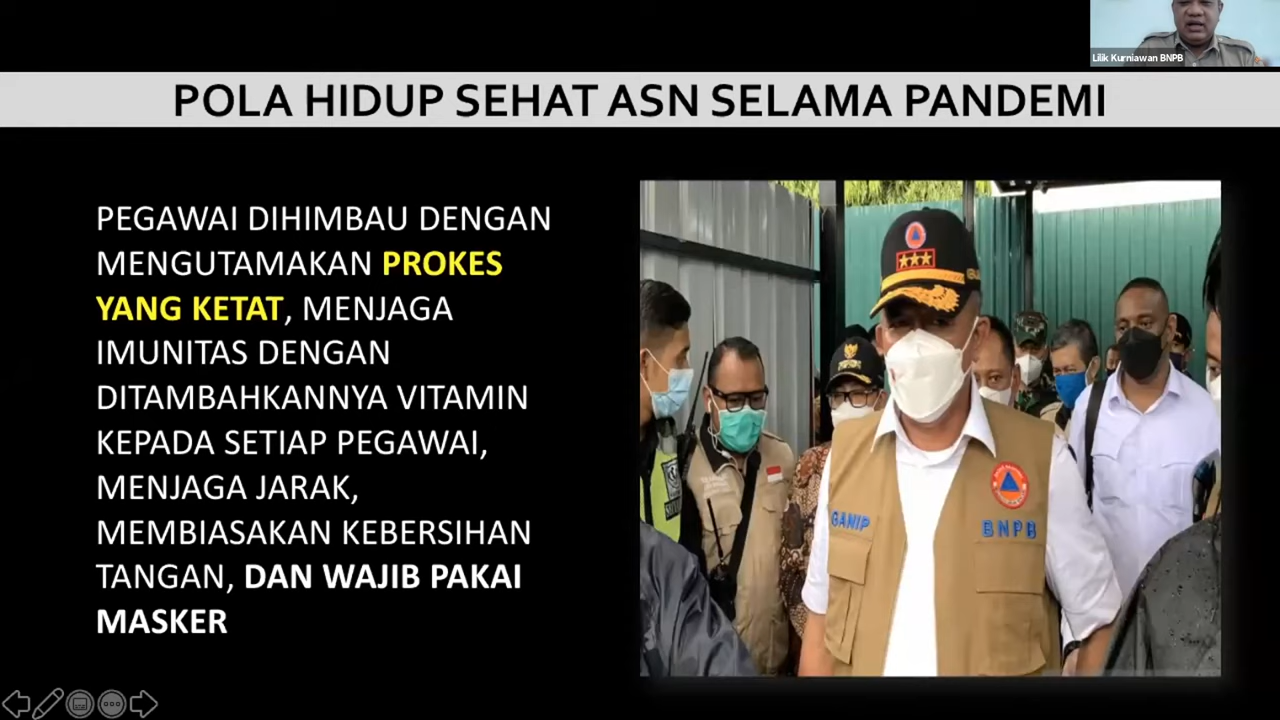 Lilik Kurniawan BNPB
POLA HIDUP SEHAT ASN SELAMA PANDEMI
PEGAWAI DIHIMBAU DENGAN
MENGUTAMAKAN PROKES
YANG KETAT, MENJAGA
IMUNITAS DENGAN
DITAMBAHKANNYA VITAMIN
KEPADA SETIAP PEGAWAI,
MENJAGA JARAK,
MEMBIASAKAN KEBERSIHAN
TANGAN, DAN WAJIB PAKAI
MASKER
GANIP
BNPB